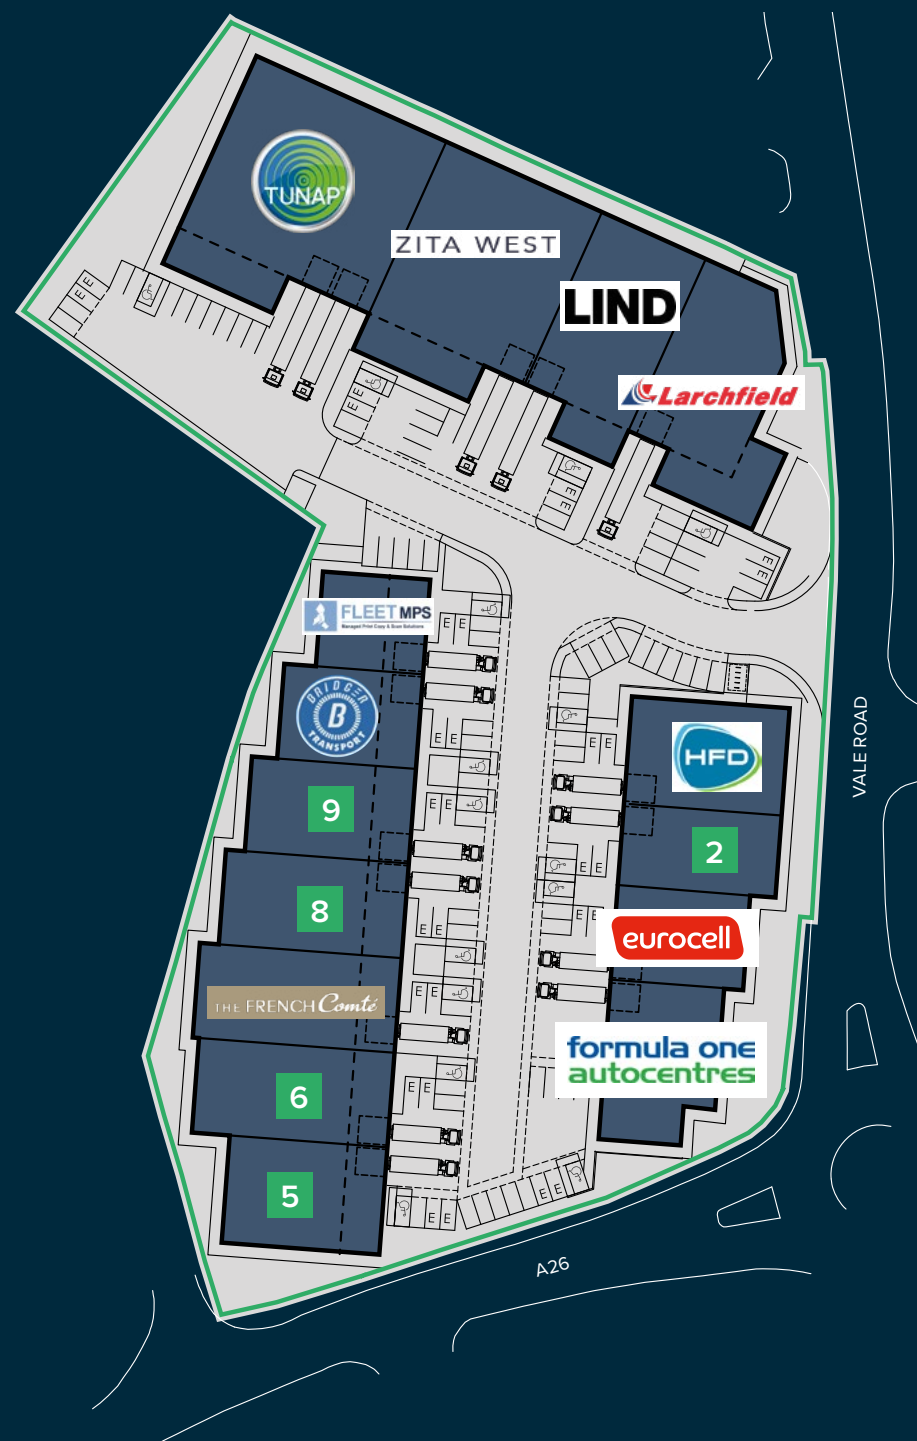 TUNAP
ZITA WEST
LIND
Larchfield
E
E
E
E
E
E
E
E
FLEET MPS
Managed Print Copy & Scan Solutions
E E
BRIDGER
B
TRANSPORT
HFD
VALE ROAD
E E
E E
9
E E
2
E E
8
E E
E E
eurocell
THE FRENCH Comté
E E
formula one
autocentres
6
E E
5
E E
E E
A26